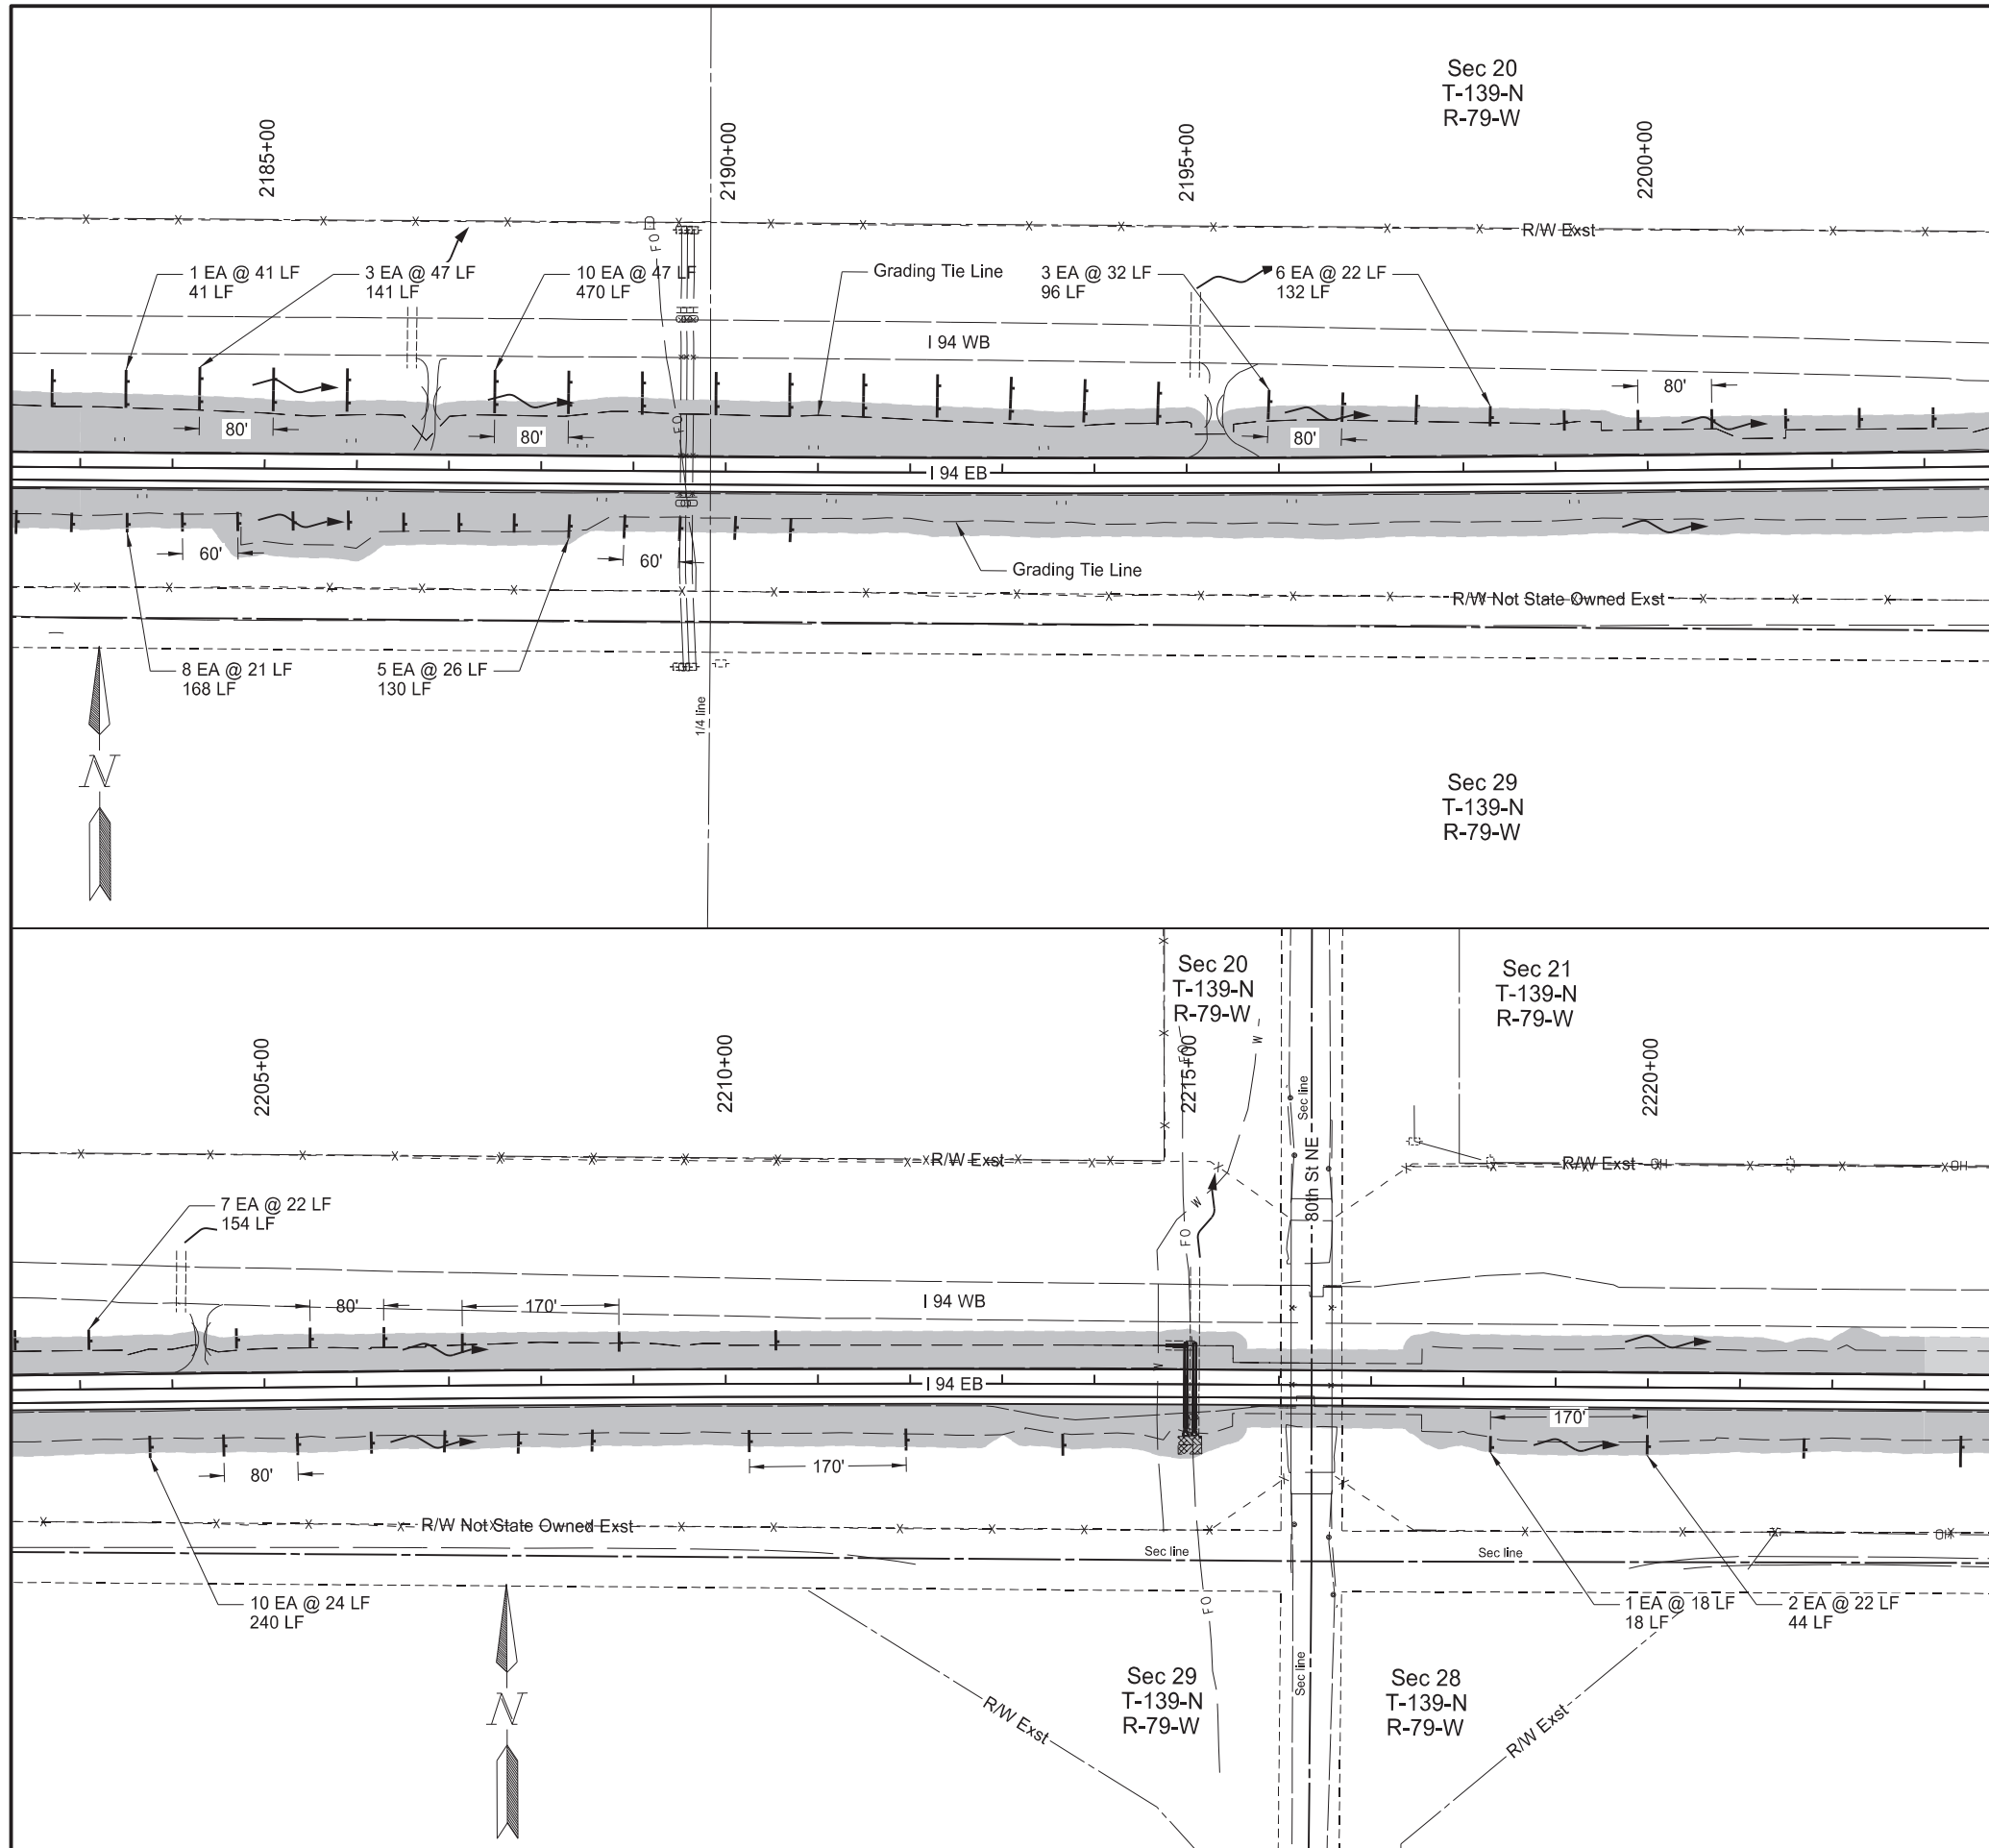 Sec 20
T-139-N
R-79-W
2185+00
2190+00
2195+00
2200+00
R/W Exst
FO
1 EA @ 41 LF
41 LF
3 EA @ 47 LF
141 LF
10 EA @ 47 LF
470 LF
Grading Tie Line
3 EA @ 32 LF
96 LF
6 EA @ 22 LF
132 LF
I 94 WB
80'
80'
80'
80'
FO
I 94 EB
60'
60'
Grading Tie Line
R/W Not State Owned Exst
8 EA @ 21 LF
168 LF
5 EA @ 26 LF
130 LF
1/4 line
N
Sec 29
T-139-N
R-79-W
Sec 20
T-139-N
R-79-W
Sec 21
T-139-N
R-79-W
2205+00
2210+00
2215+00
2220+00
FO
W
Sec line
80th St NE
R/W Exst
R/W Exst
OH
OH
7 EA @ 22 LF
154 LF
W
FO
80'
170'
I 94 WB
W
I 94 EB
80'
170'
170'
R/W Not State Owned Exst
OH
Sec line
Sec line
10 EA @ 24 LF
240 LF
FO
1 EA @ 18 LF
18 LF
2 EA @ 22 LF
44 LF
N
Sec line
Sec 29
T-139-N
R-79-W
Sec 28
T-139-N
R-79-W
R/W Exst
R/W Exst